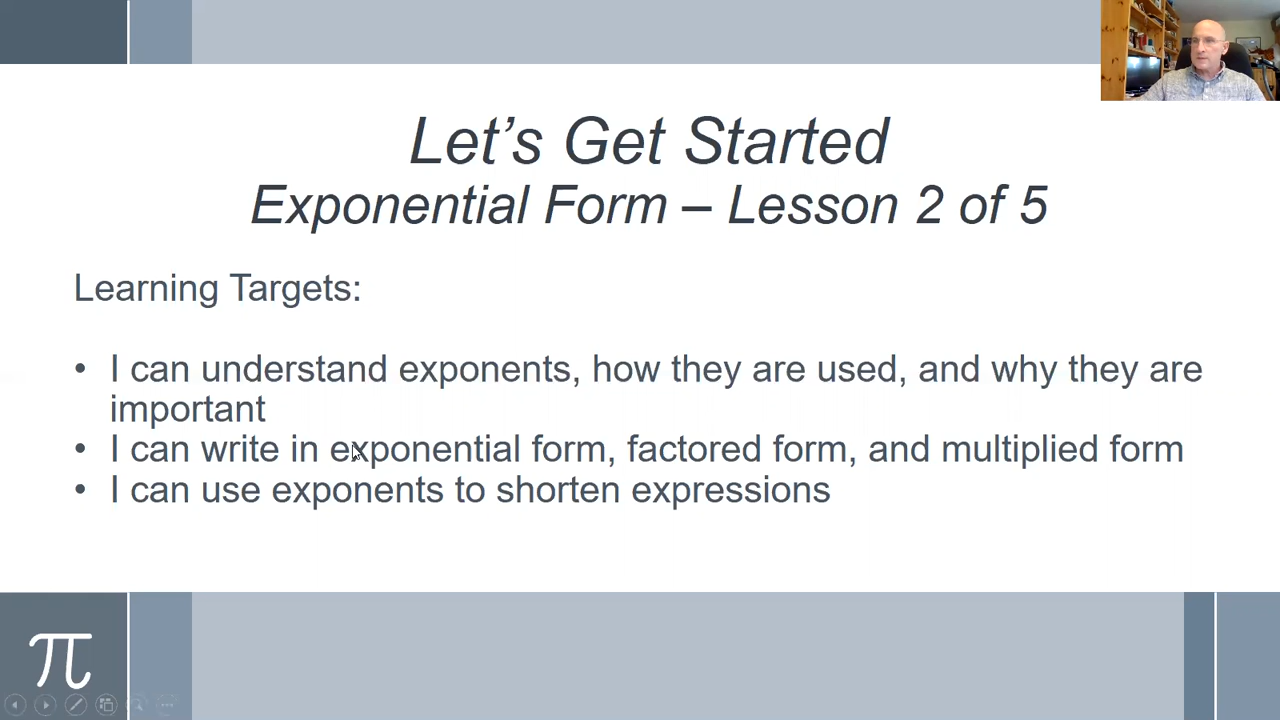 Let’s Get Started
Exponential Form – Lesson 2 of 5
Learning Targets:
• I can understand exponents, how they are used, and why they are
important
• I can write in exponential form, factored form, and multiplied form
• I can use exponents to shorten expressions
π